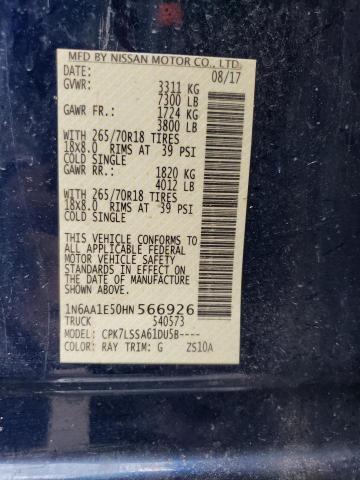 MFD BY NISSAN MOTOR CO., LTD.
DATE: 08/17
GVWR: 3311 KG
7300 LB
GAWR FR.: 1724 KG
3800 LB
WITH 265/70R18 TIRES
18x8.0 RIMS AT 39 PSI
COLD SINGLE
GAWR RR.: 1820 KG
4012 LB
WITH 265/70R18 TIRES
18x8.0 RIMS AT 39 PSI
COLD SINGLE
THIS VEHICLE CONFORMS TO
ALL APPLICABLE FEDERAL
MOTOR VEHICLE SAFETY
STANDARDS IN EFFECT ON
THE DATE OF MANUFACTURE
SHOWN ABOVE.
1N6AA1E50HN566926
TRUCK 540573
MODEL: CPK7LSSA61DU5B----
COLOR: RAY TRIM: G ZS10A